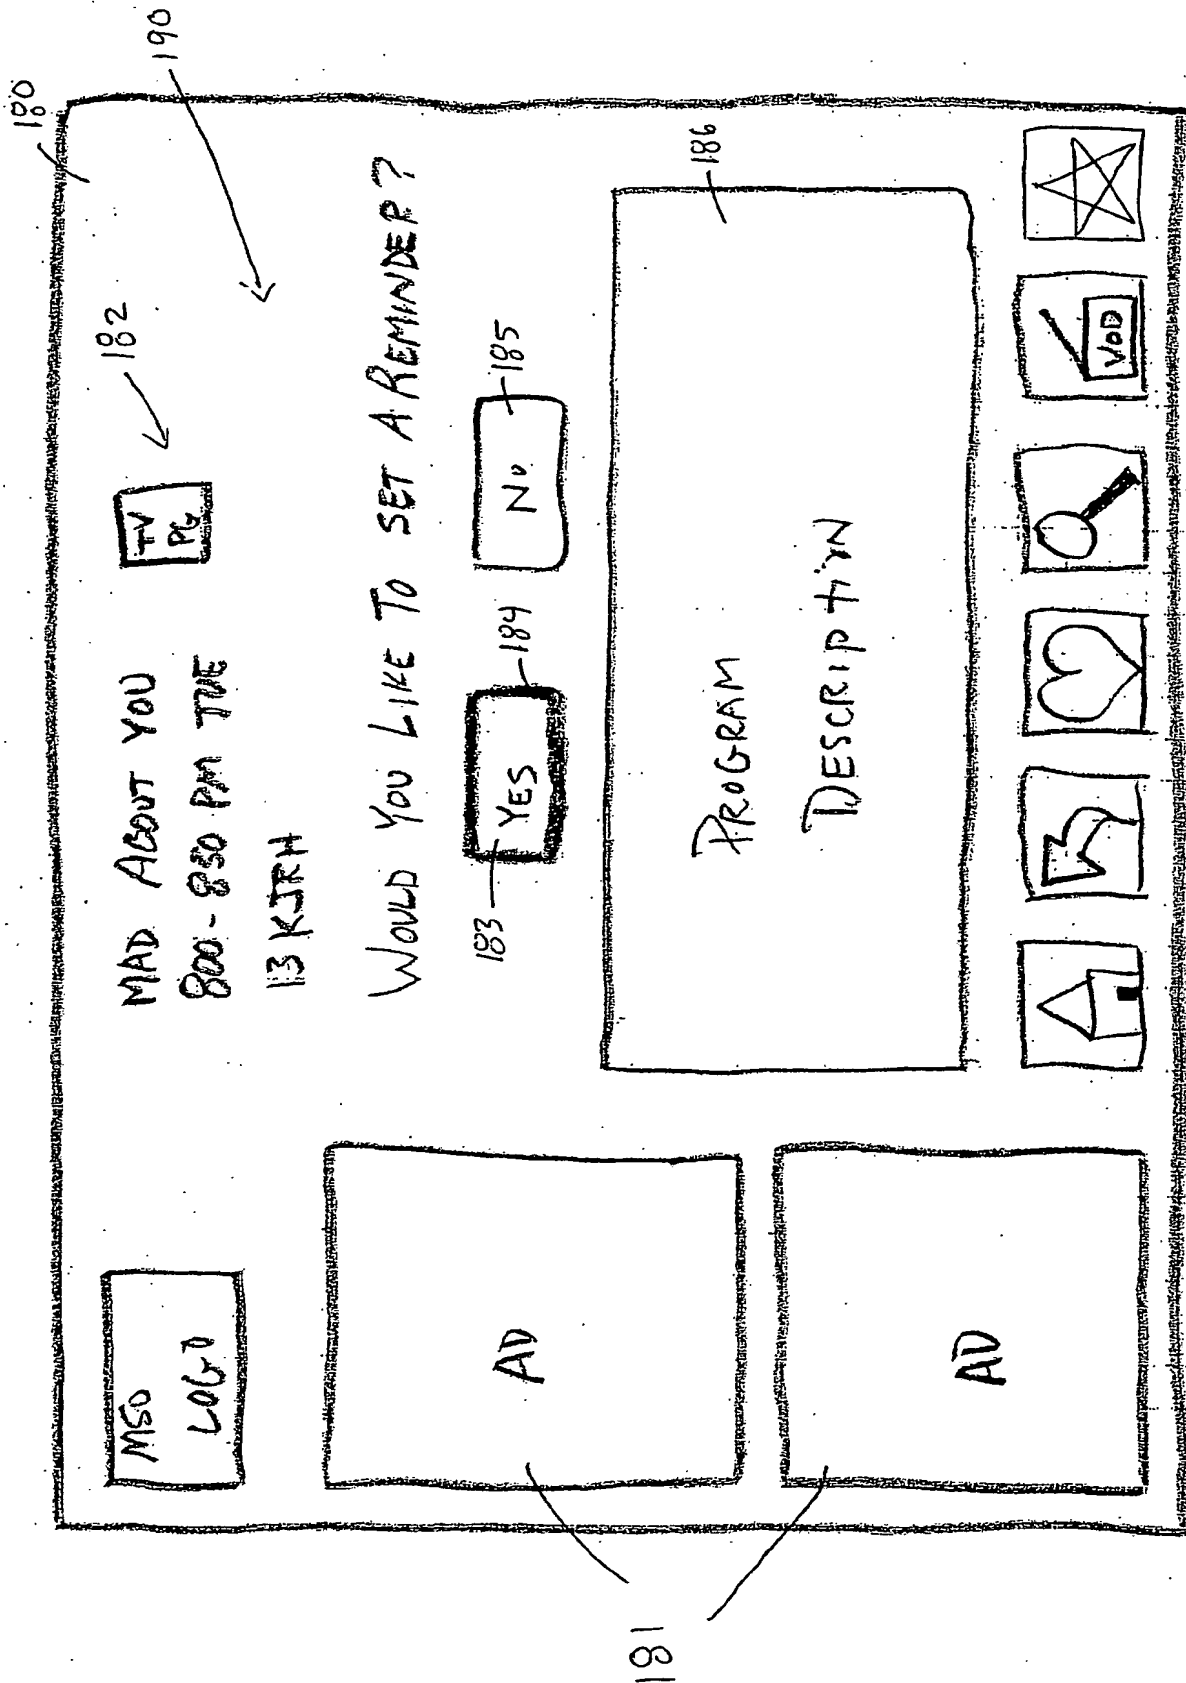 180
190
MSO
LOGO
MAD ABOUT YOU
TV
PG
182
800-830 PM TUE
13 KJRH
WOULD YOU LIKE TO SET A REMINDER?
183
YES
184
NO
185
186
PROGRAM
DESCRIPTION
AD
AD
181
VOD